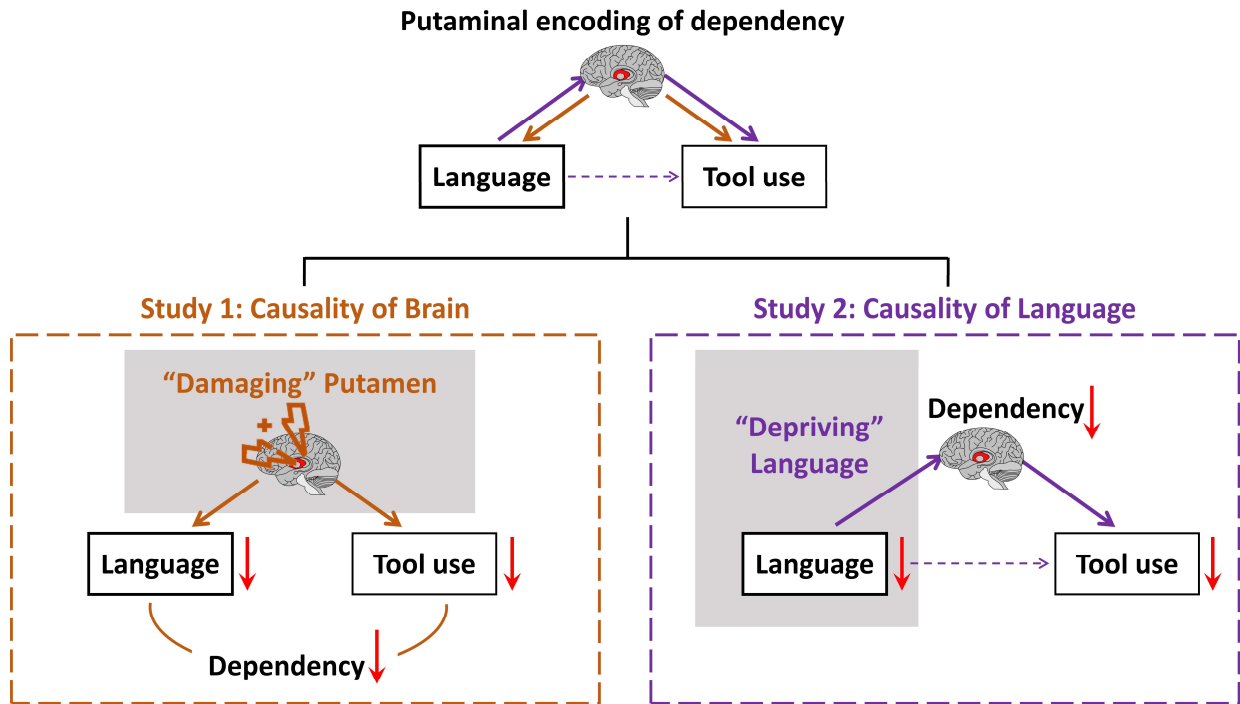 Putaminal encoding of dependency
Language
Tool use
Study 1: Causality of Brain
Study 2: Causality of Language
“Damaging” Putamen
+
Language
Tool use
Dependency
“Depriving”
Language
Dependency
Language
Tool use